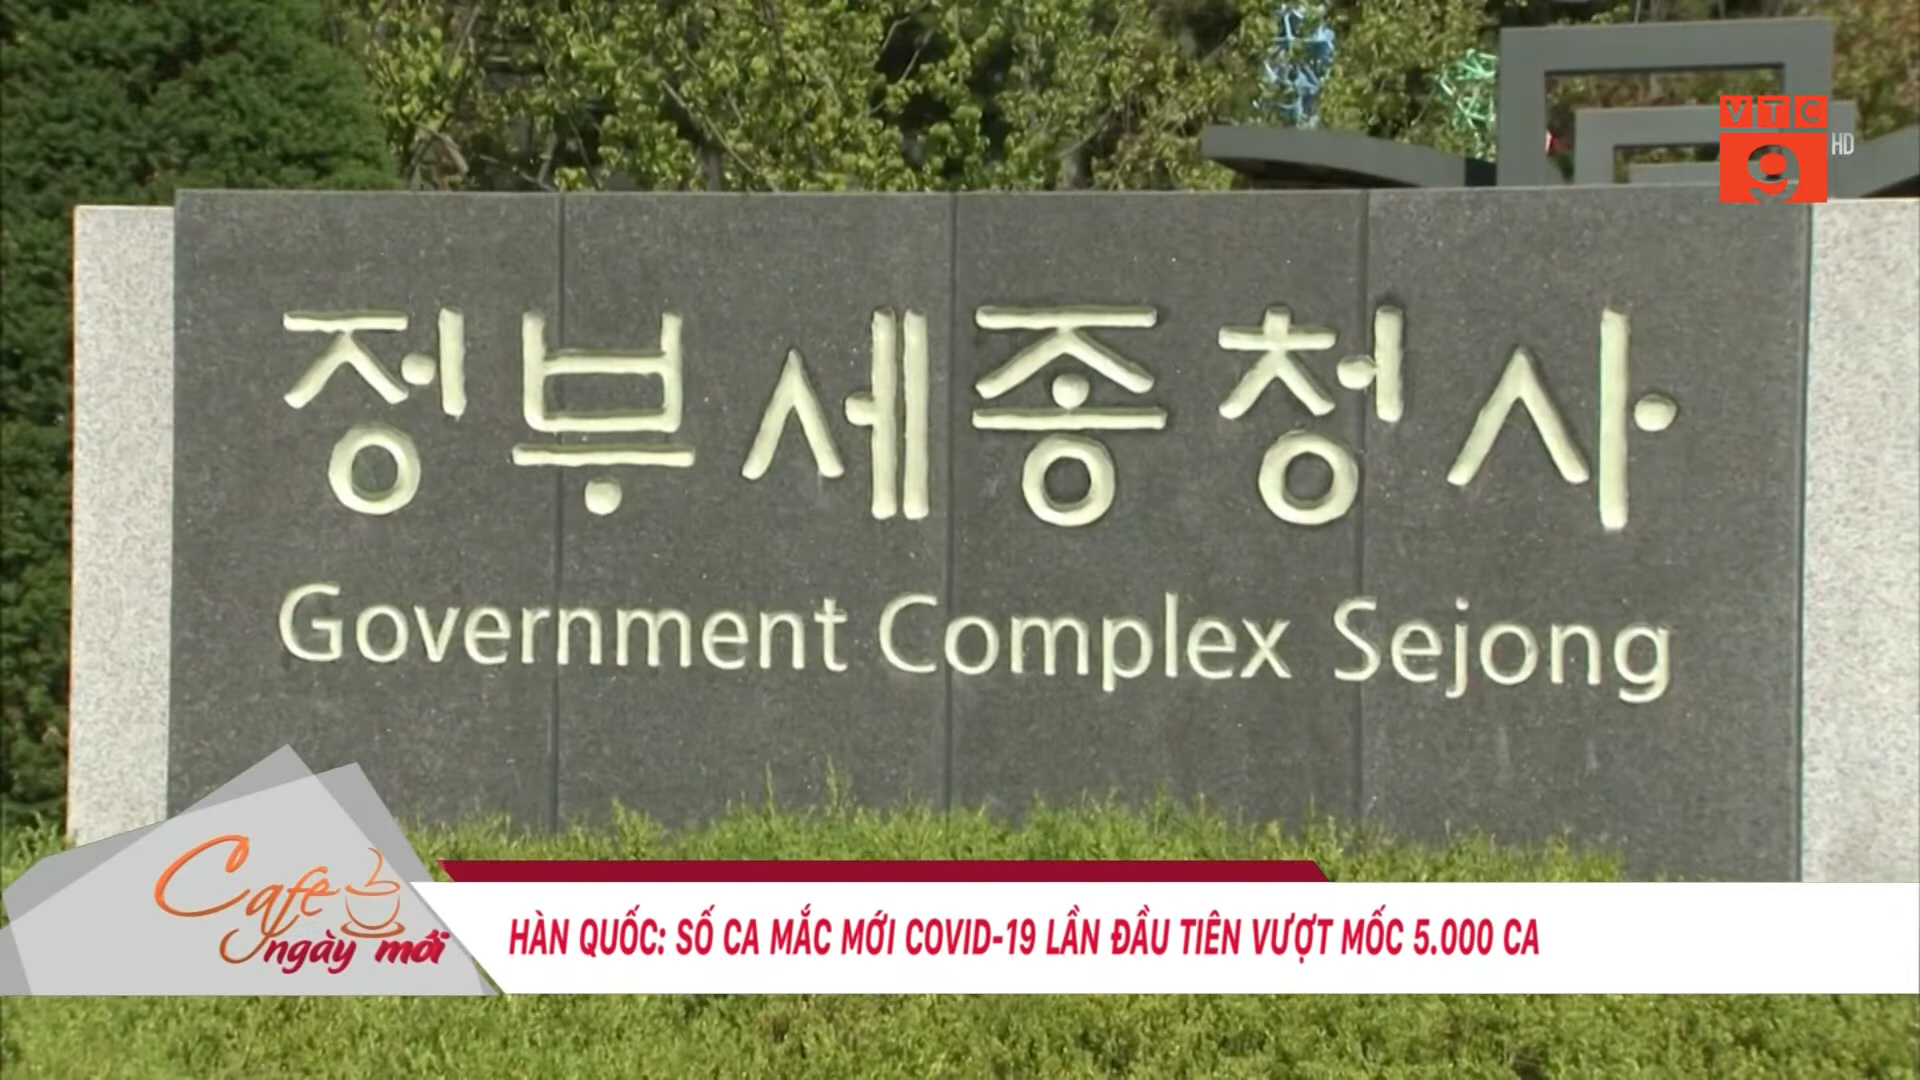 VTC
9 HD
정부세종청사
Government Complex Sejong
Cafe
ngày mới
HÀN QUỐC: SỐ CA MẮC MỚI COVID-19 LẦN ĐẦU TIÊN VƯỢT MỐC 5.000 CA